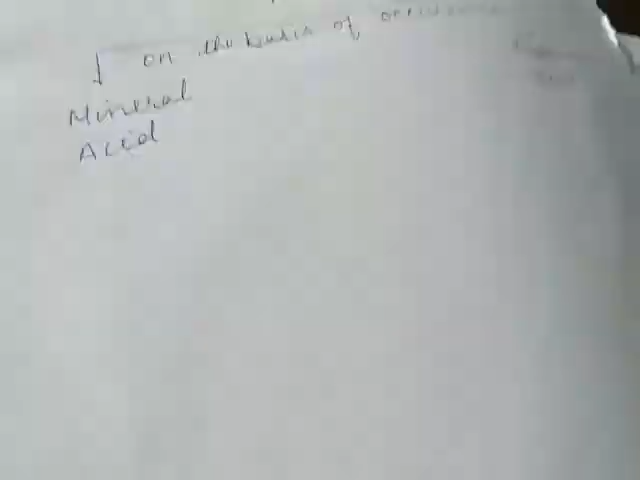 ↓ on the basis of
Mineral
Acid